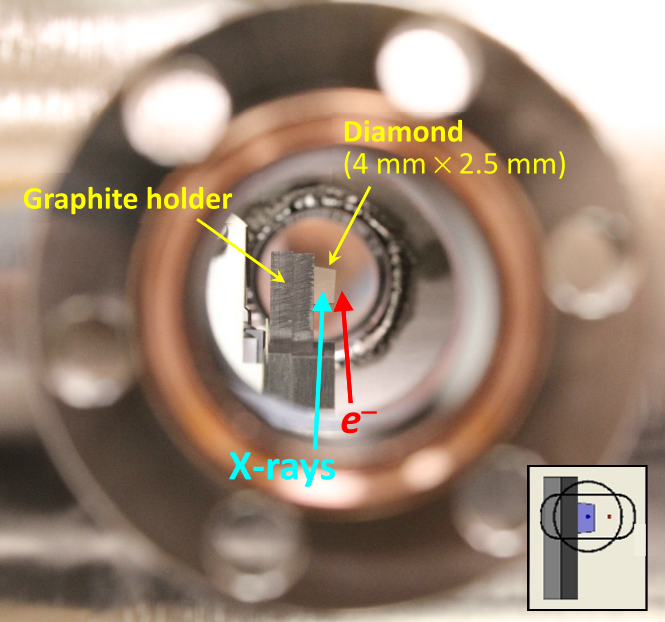 Diamond
(4 mm × 2.5 mm)
Graphite holder
e–
X-rays